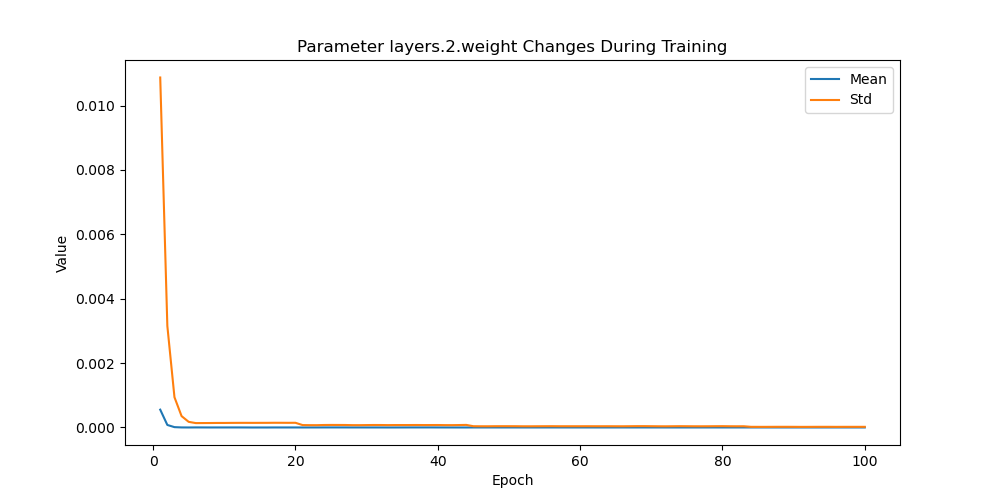 Parameter layers.2.weight Changes During Training
Mean
Std
0.010
0.008
0.006
0.004
0.002
0.000
Value
0 20 40 60 80 100
Epoch